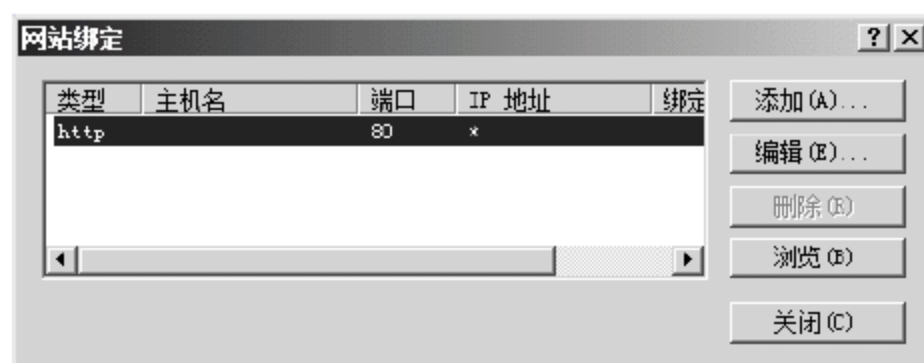 网站绑定 ? ×
类型 主机名 端口 IP 地址 绑定
http 80 *
添加(A)...
编辑(E)...
删除(R)
浏览(B)
关闭(C)